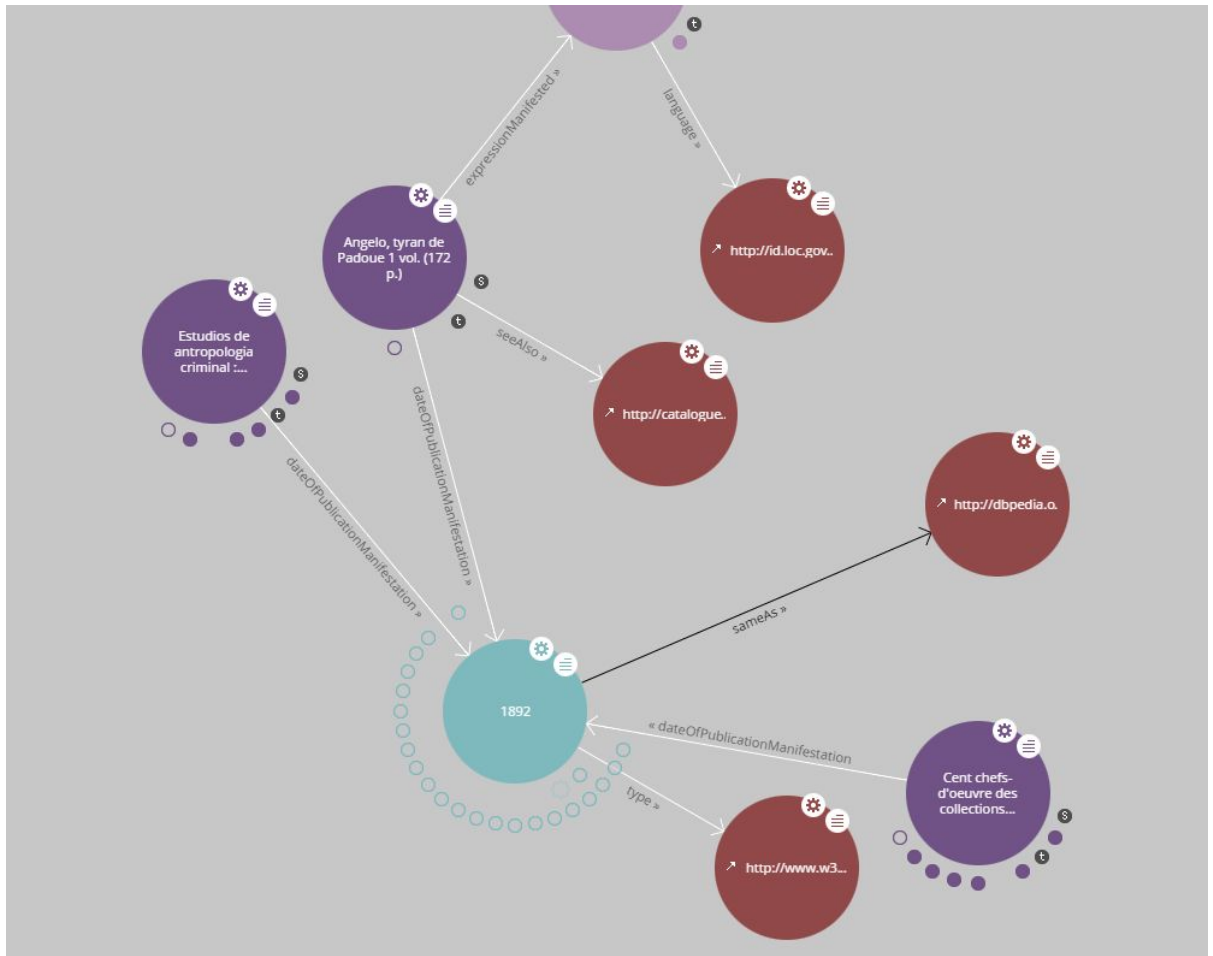 t
expressionManifested »
language »
Angelo, tyran de
Padoue 1 vol. (172
p.)
http://id.loc.gov..
s
t
seeAlso »
Estudios de
antropologia
criminal :...
s
t
http://catalogue..
dateOfPublicationManifestation »
dateOfPublicationManifestation »
http://dbpedia.o.
sameAs »
1892
« dateOfPublicationManifestation
type »
Cent chefs-
d'oeuvre des
collections...
s
t
http://www.w3...